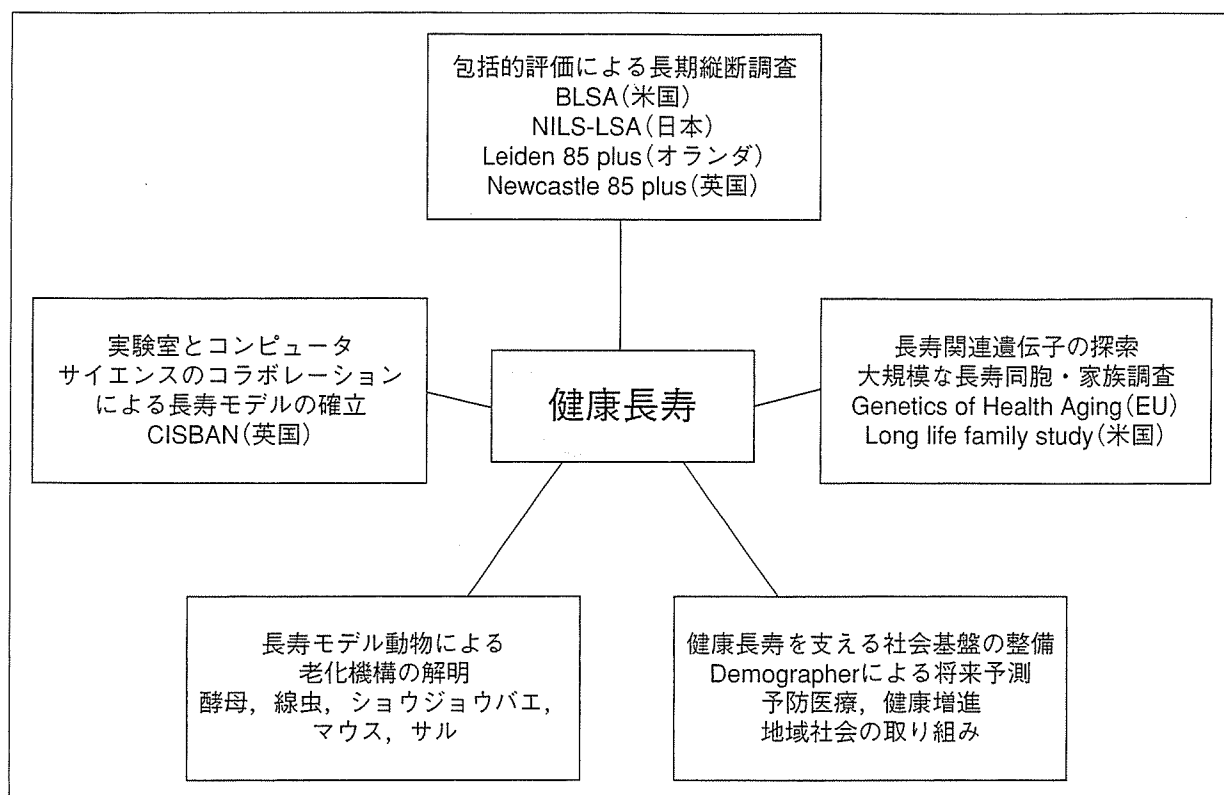 包括的評価による長期縦断調査
BLSA（米国）
NILS-LSA（日本）
Leiden 85 plus（オランダ）
Newcastle 85 plus（英国）
実験室とコンピュータ
サイエンスのコラボレーション
による長寿モデルの確立
CISBAN（英国）
健康長寿
長寿関連遺伝子の探索
大規模な長寿同胞・家族調査
Genetics of Health Aging（EU）
Long life family study（米国）
長寿モデル動物による
老化機構の解明
酵母，線虫，ショウジョウバエ，
マウス，サル
健康長寿を支える社会基盤の整備
Demographerによる将来予測
予防医療，健康増進
地域社会の取り組み